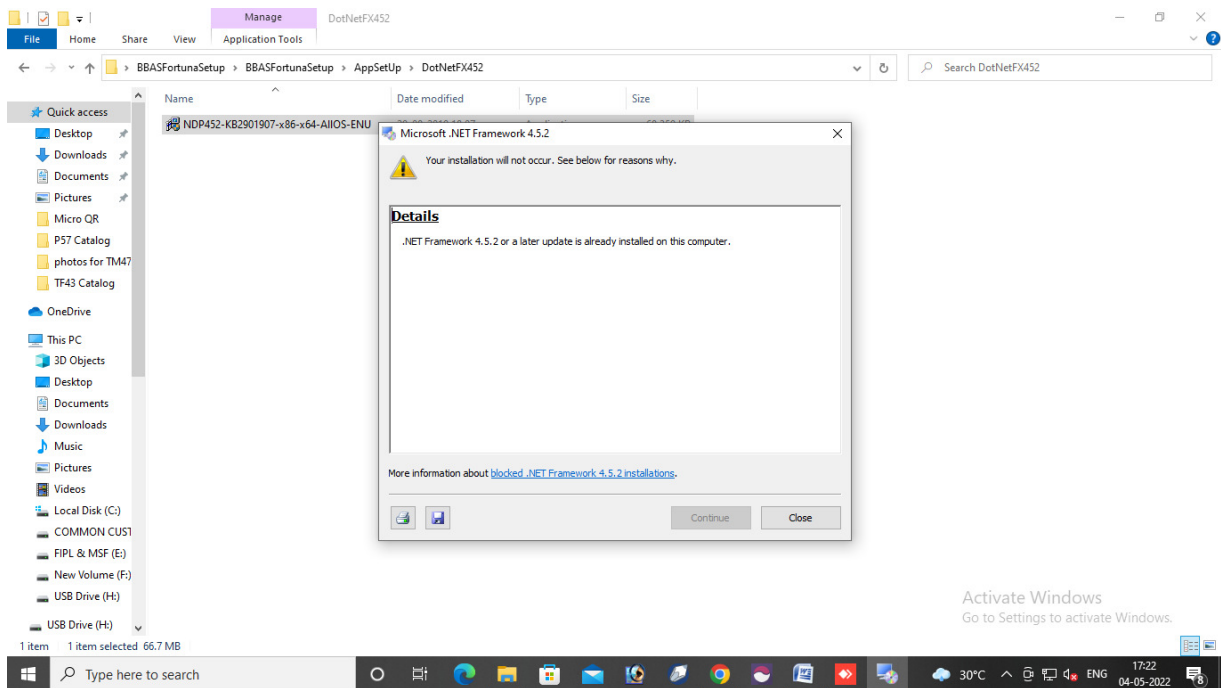 Manage
DotNetFX452
File
Home
Share
View
Application Tools
BBASFortunaSetup
BBASFortunaSetup
AppSetUp
DotNetFX452
Search DotNetFX452
Name
Date modified
Type
Size
NDP452-KB2901907-x86-x64-AllOS-ENU
Quick access
Desktop
Downloads
Documents
Pictures
Micro QR
P57 Catalog
photos for TM47
TF43 Catalog
OneDrive
This PC
3D Objects
Desktop
Documents
Downloads
Music
Pictures
Videos
Local Disk (C:)
COMMON CUST
FIPL & MSF (E:)
New Volume (F:)
USB Drive (H:)
USB Drive (H:)
Microsoft .NET Framework 4.5.2
Your installation will not occur. See below for reasons why.
Details
.NET Framework 4.5.2 or a later update is already installed on this computer.
More information about blocked .NET Framework 4.5.2 installations.
Continue
Close
Activate Windows
Go to Settings to activate Windows.
1 item
1 item selected 66.7 MB
Type here to search
30°C
ENG
17:22
04-05-2022
8